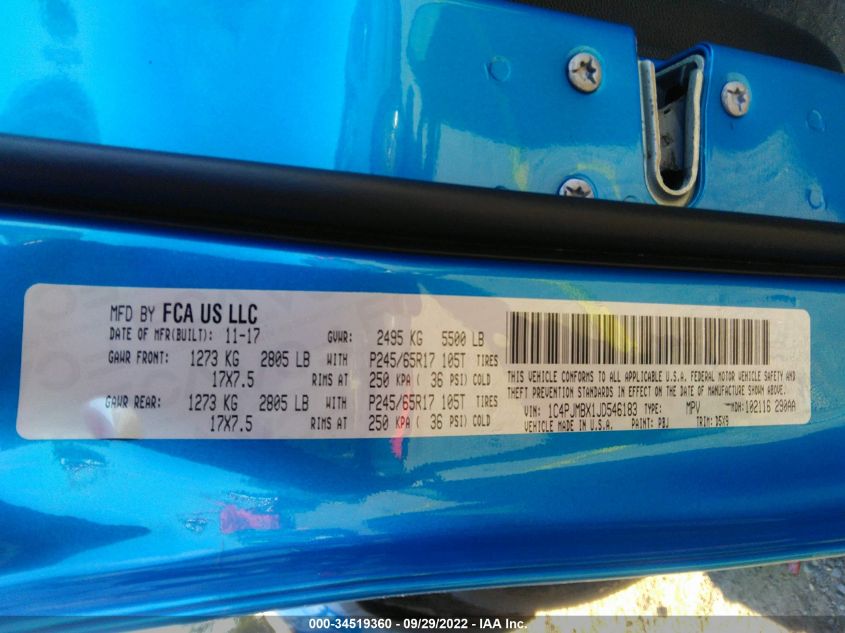 MFD BY FCA US LLC
DATE OF MFR(BUILT): 11-17 GVWR: 2495 KG 5500 LB
GAWR FRONT: 1273 KG 2805 LB WITH P245/65R17 105T TIRES
17X7.5 RIMS AT 250 KPA ( 36 PSI) COLD
GAWR REAR: 1273 KG 2805 LB WITH P245/65R17 105T TIRES
17X7.5 RIMS AT 250 KPA ( 36 PSI) COLD
THIS VEHICLE CONFORMS TO ALL APPLICABLE U.S.A. FEDERAL MOTOR VEHICLE SAFETY AND
THEFT PREVENTION STANDARDS IN EFFECT ON THE DATE OF MANUFACTURE SHOWN ABOVE.
VIN: 1C4PJMBX1JD546183 TYPE: MPV MDH: 102116 290AA
VEHICLE MADE IN U.S.A. PAINT: PBJ TRIM: D5X9
000-34519360 - 09/29/2022 - IAA Inc.